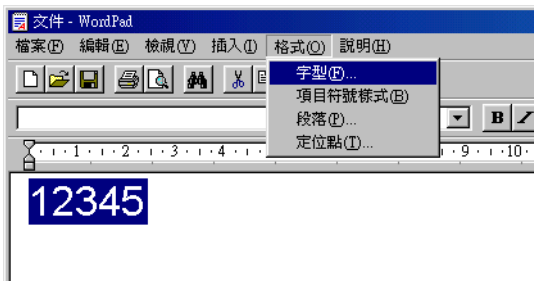 文件 - WordPad
檔案(F) 編輯(E) 檢視(V) 插入(I) 格式(O) 說明(H)
字型(F)...
項目符號樣式(B)
段落(P)...
定位點(T)...
B I
1 2 3 4 9 10
12345